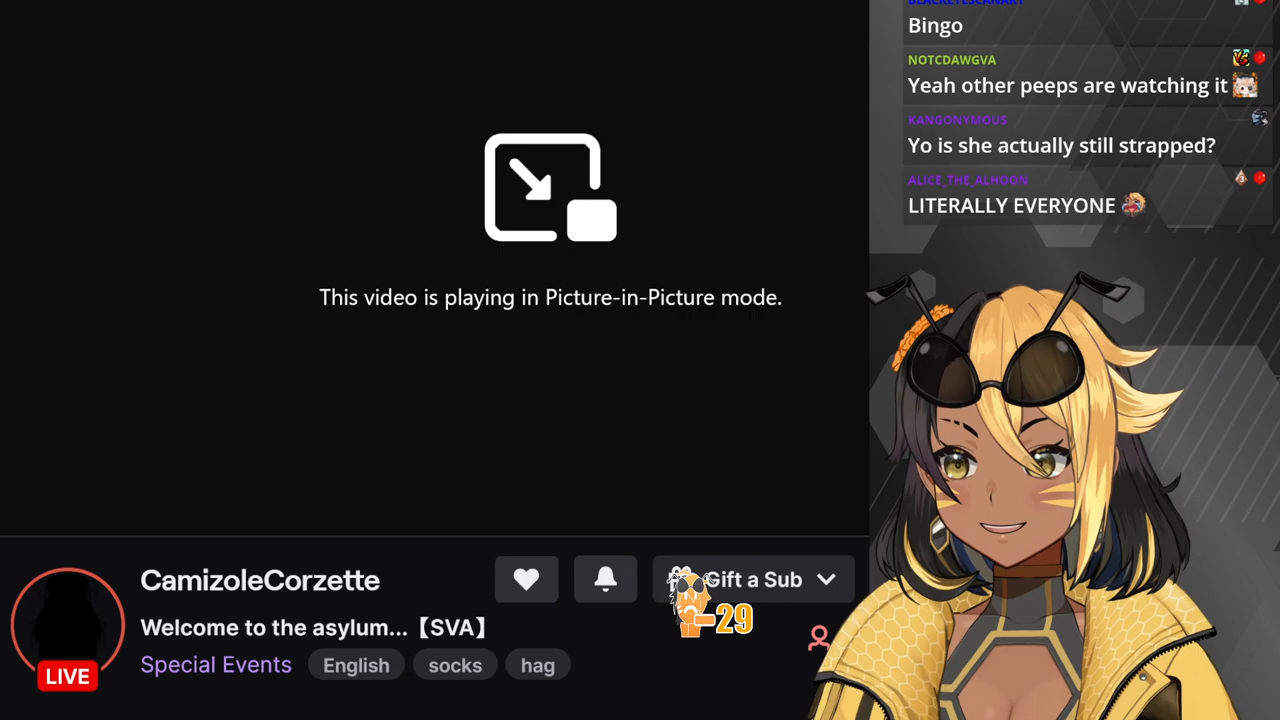 This video is playing in Picture-in-Picture mode.
CamizoleCorzette
Gift a Sub
Welcome to the asylum...【SVA】
-29
Special Events
English
socks
hag
LIVE
BLACKEYESCANARY
Bingo
NOTCDAWGVA
Yeah other peeps are watching it
KANGONYMOUS
Yo is she actually still strapped?
ALICE_THE_ALHOON
LITERALLY EVERYONE